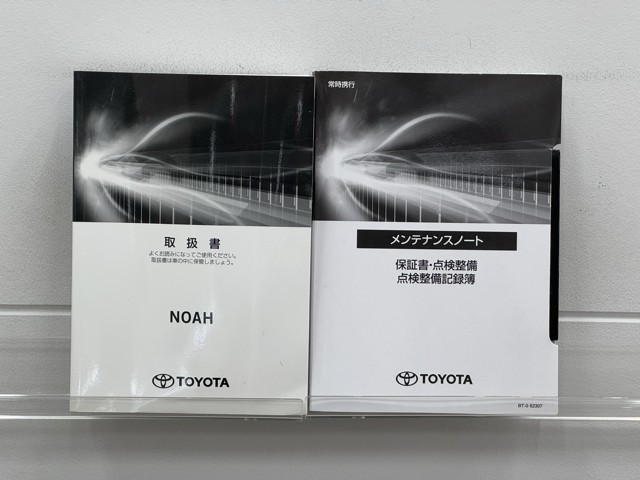 取扱書
よくお読みになってご使用ください。
取扱書は車の中に保管しましょう。
NOAH
TOYOTA
常時携行
メンテナンスノート
保証書・点検整備
点検整備記録簿
TOYOTA
BT-0 62307